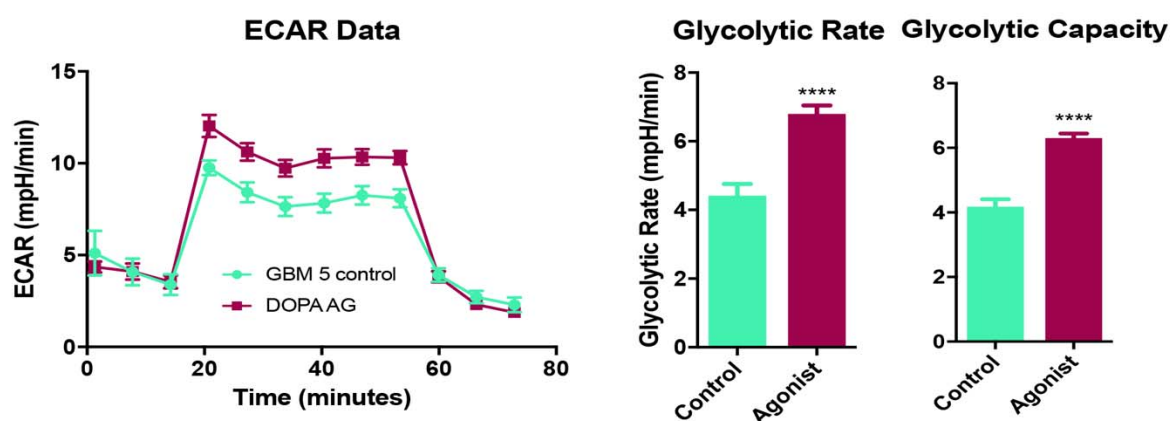 ECAR Data
ECAR (mpH/min)
15
10
5
0
GBM 5 control
DOPA AG
0 20 40 60 80
Time (minutes)
Glycolytic Rate
Glycolytic Rate (mpH/min)
8
6
4
2
0
****
Control Agonist
Glycolytic Capacity
8
6
4
2
0
****
Control Agonist